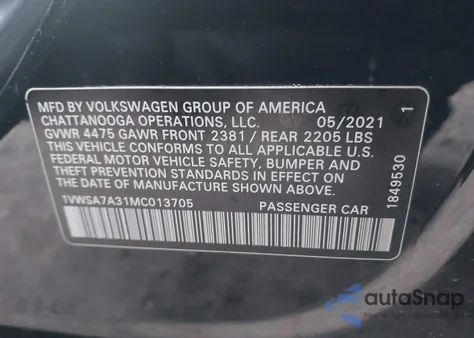 MFD BY VOLKSWAGEN GROUP OF AMERICA
CHATTANOOGA OPERATIONS, LLC. 05/2021
GVWR 4475 GAWR FRONT 2381 / REAR 2205 LBS
THIS VEHICLE CONFORMS TO ALL APPLICABLE U.S.
FEDERAL MOTOR VEHICLE SAFETY, BUMPER AND
THEFT PREVENTION STANDARDS IN EFFECT ON THE
DATE OF MANUFACTURE SHOWN ABOVE.
1VWSA7A31MC013705 PASSENGER CAR
1849530 1
autoSnap